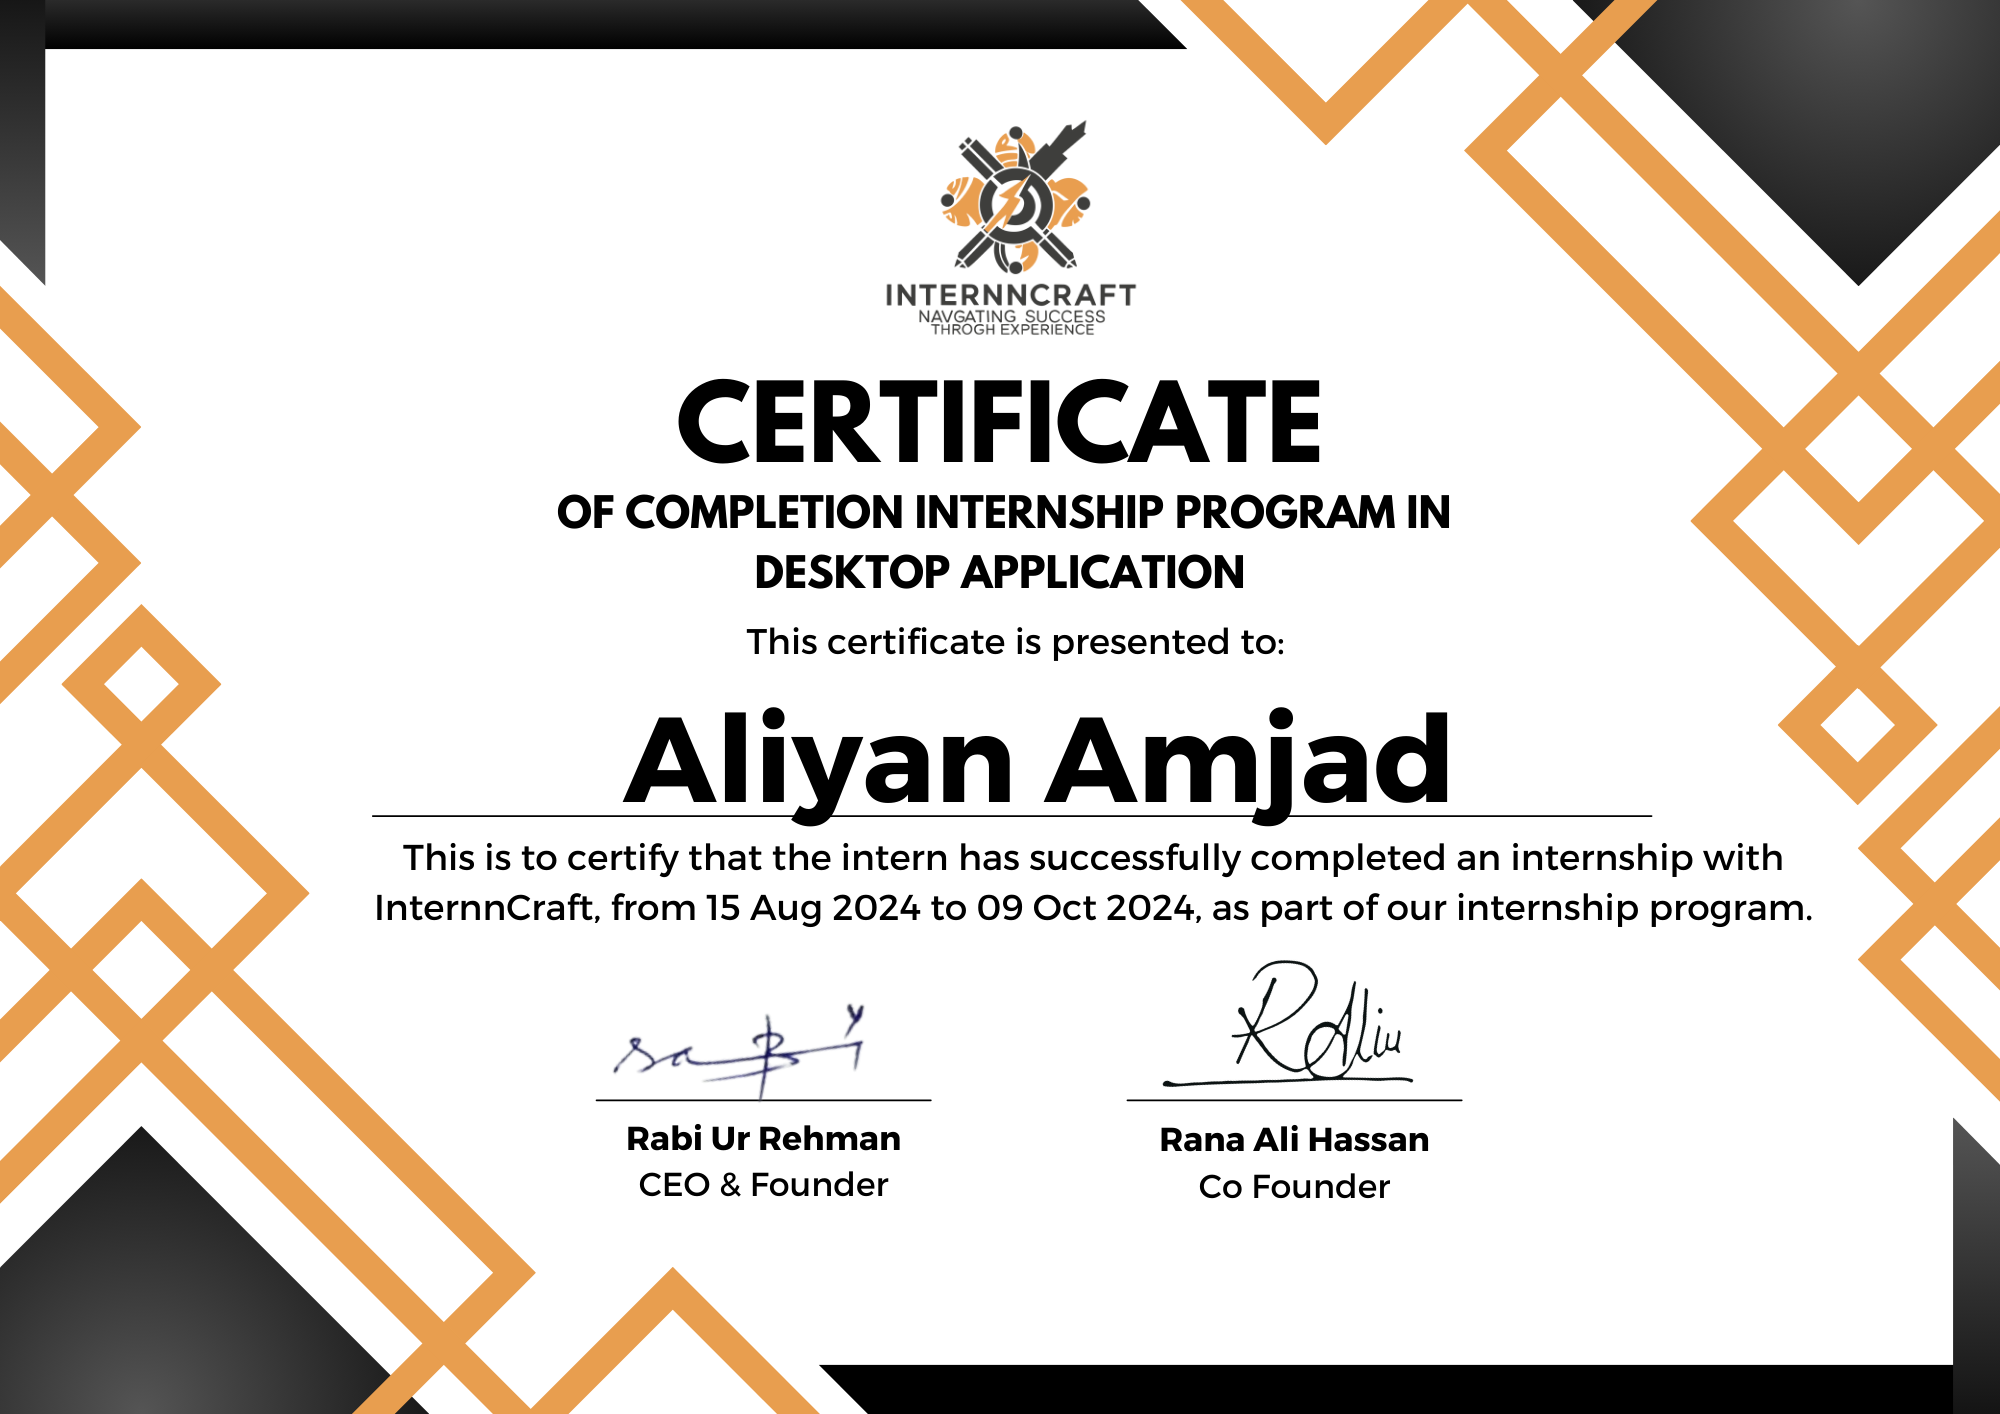 INTERNNCRAFT
NAVGATING SUCCESS
THROGH EXPERIENCE
CERTIFICATE
OF COMPLETION INTERNSHIP PROGRAM IN
DESKTOP APPLICATION
This certificate is presented to:
Aliyan Amjad
This is to certify that the intern has successfully completed an internship with
InternnCraft, from 15 Aug 2024 to 09 Oct 2024, as part of our internship program.
Rabi Ur Rehman
CEO & Founder
Rana Ali Hassan
Co Founder